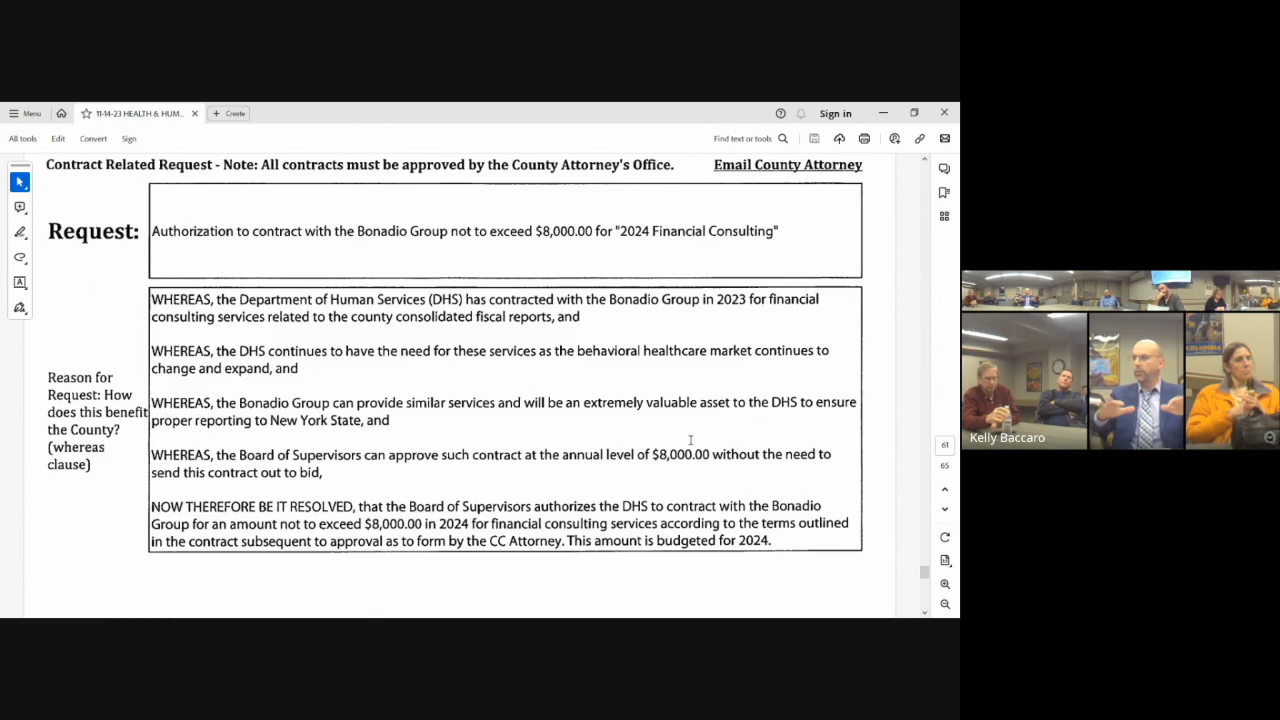 Menu
11-14-23 HEALTH & HUM...
Create
Sign in
All tools
Edit
Convert
Sign
Find text or tools
Contract Related Request - Note: All contracts must be approved by the County Attorney's Office.
Email County Attorney
Request:
Authorization to contract with the Bonadio Group not to exceed $8,000.00 for "2024 Financial Consulting"
Reason for
Request: How
does this benefit
the County?
(whereas
clause)
WHEREAS, the Department of Human Services (DHS) has contracted with the Bonadio Group in 2023 for financial
consulting services related to the county consolidated fiscal reports, and
WHEREAS, the DHS continues to have the need for these services as the behavioral healthcare market continues to
change and expand, and
WHEREAS, the Bonadio Group can provide similar services and will be an extremely valuable asset to the DHS to ensure
proper reporting to New York State, and
WHEREAS, the Board of Supervisors can approve such contract at the annual level of $8,000.00 without the need to
send this contract out to bid,
NOW THEREFORE BE IT RESOLVED, that the Board of Supervisors authorizes the DHS to contract with the Bonadio
Group for an amount not to exceed $8,000.00 in 2024 for financial consulting services according to the terms outlined
in the contract subsequent to approval as to form by the CC Attorney. This amount is budgeted for 2024.
61
65
Kelly Baccaro